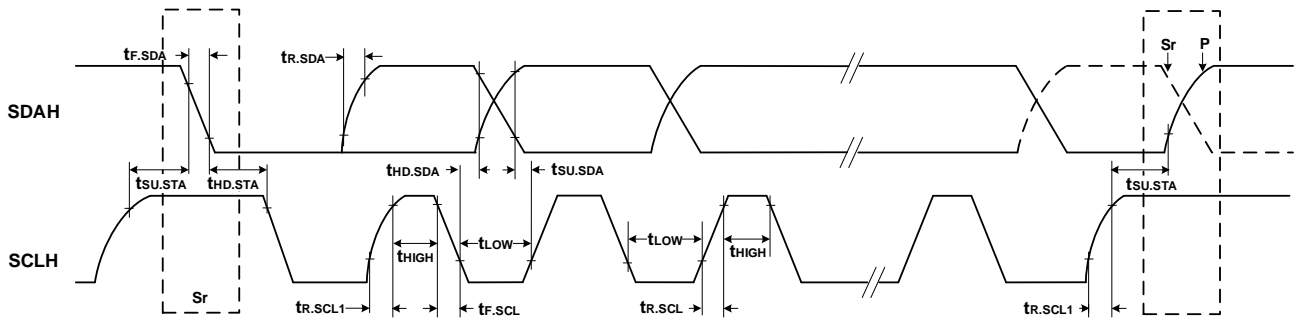 Sr P
tF.SDA
tR.SDA
SDAH
tHD.SDA tSU.SDA
tSU.STA tHD.STA tSU.STA
tLOW tLOW
tHIGH tHIGH
SCLH
Sr
tR.SCL1 tF.SCL tR.SCL tR.SCL1